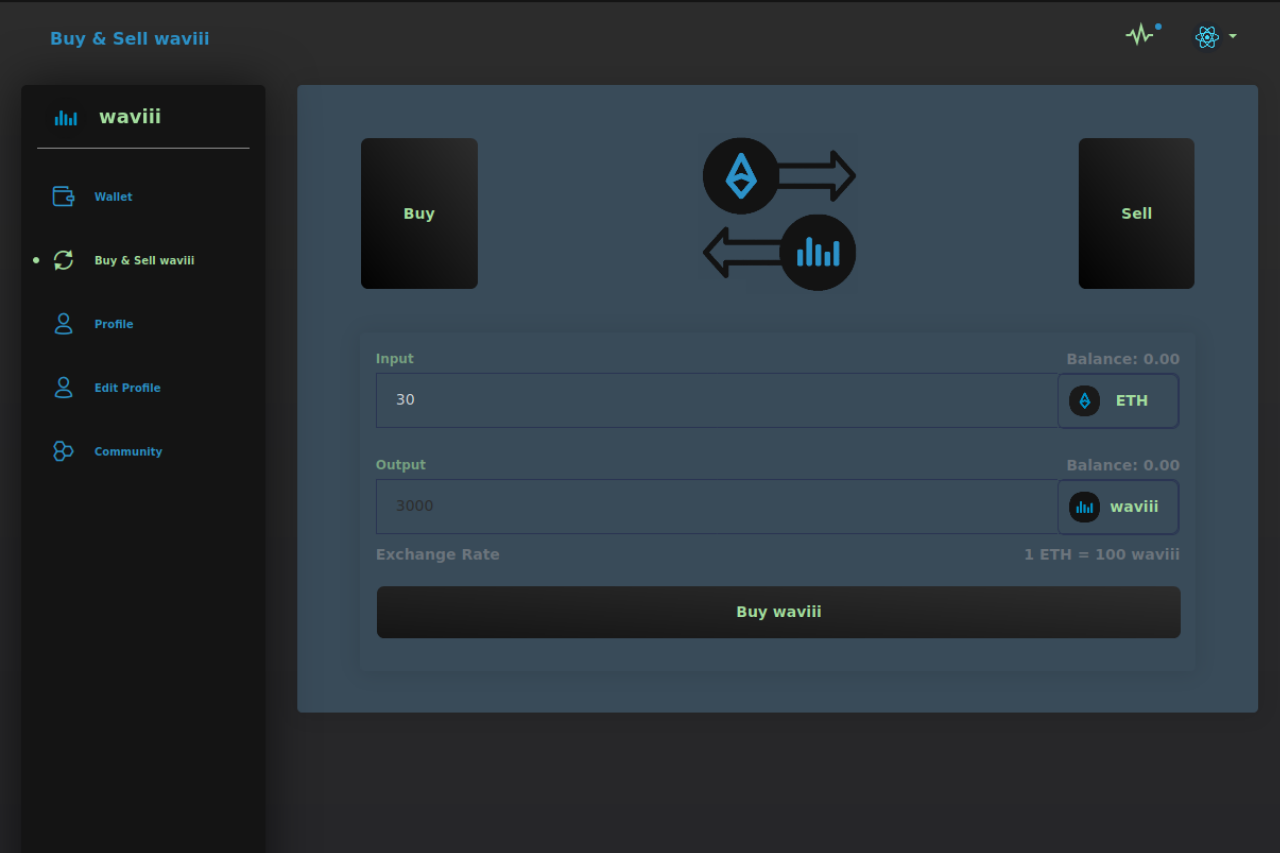 Buy & Sell waviii
waviii
Wallet
Buy & Sell waviii
Profile
Edit Profile
Community
Buy
Sell
Input
Balance: 0.00
30
ETH
Output
Balance: 0.00
3000
waviii
Exchange Rate
1 ETH = 100 waviii
Buy waviii